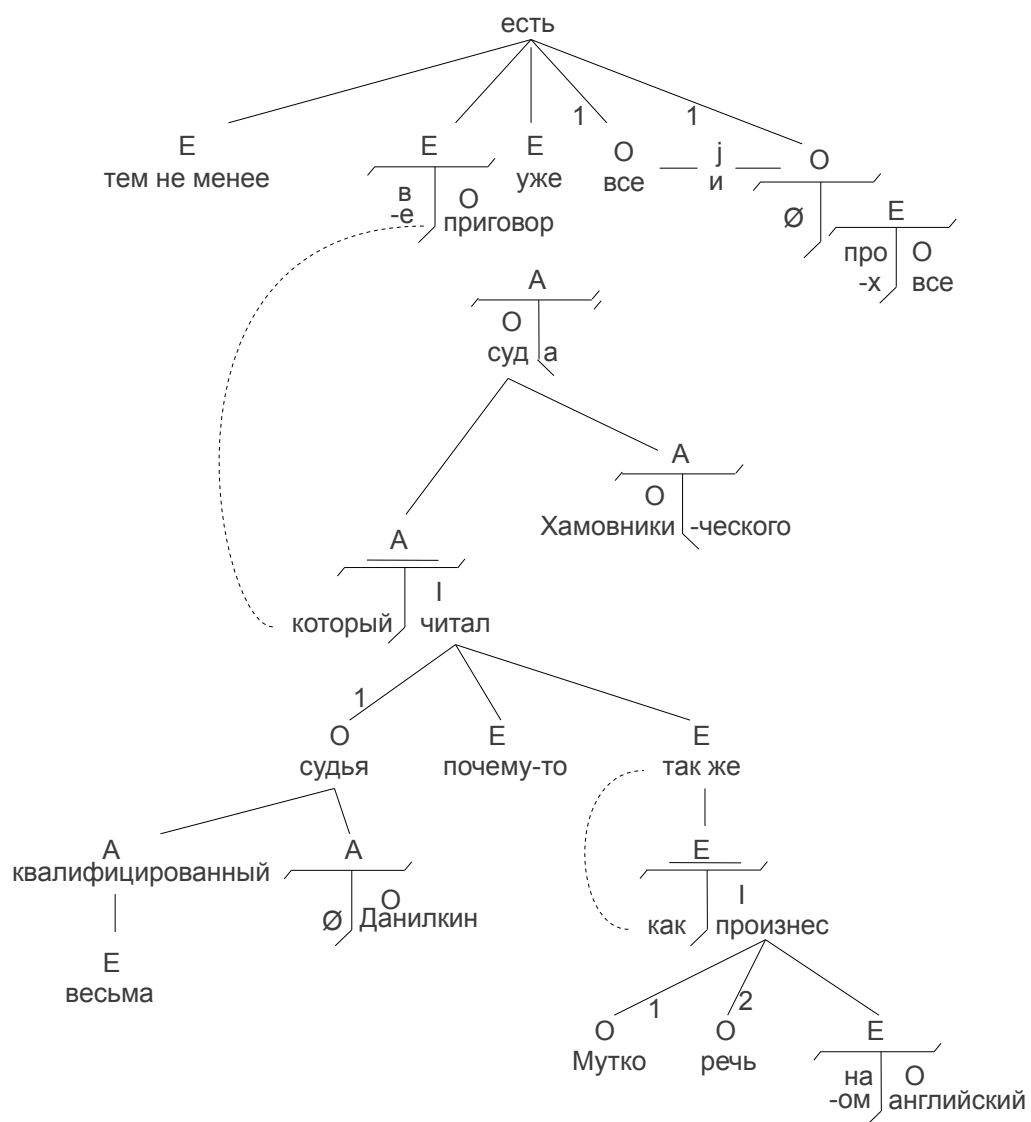 есть
1 1
E E E O j O
тем не менее уже все и
в O
-е приговор
Ø E
про O
-х все
A
O
суд а
A A
O
Хамовники -ческого
I
который читал
1
O E E
судья почему-то так же
A A E
квалифицированный
O I
Ø Данилкин как произнес
E
весьма
1 2
O O E
Мутко речь
на O
-ом английский